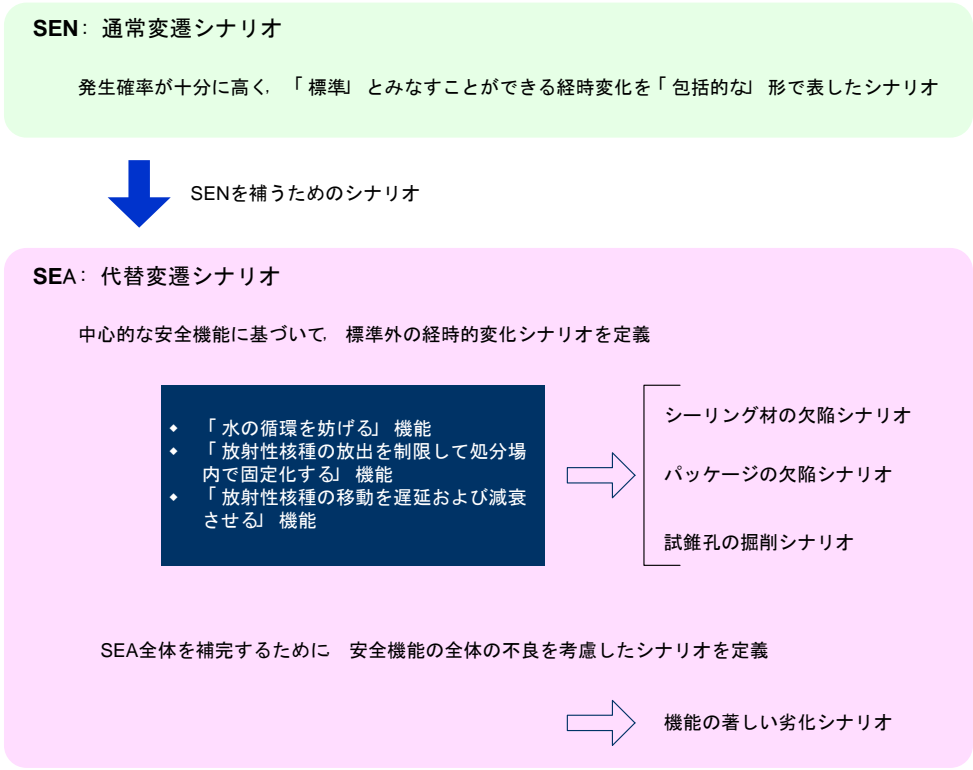 SEN: 通常変遷シナリオ
発生確率が十分に高く，「標準」とみなすことができる経時変化を「包括的な」形で表したシナリオ
SENを補うためのシナリオ
SEA: 代替変遷シナリオ
中心的な安全機能に基づいて，標準外の経時的変化シナリオを定義
◆ 「水の循環を妨げる」機能
◆ 「放射性核種の放出を制限して処分場
内で固定化する」機能
◆ 「放射性核種の移動を遅延および減衰
させる」機能
シーリング材の欠陥シナリオ
パッケージの欠陥シナリオ
試錐孔の掘削シナリオ
SEA全体を補完するために，安全機能の全体の不良を考慮したシナリオを定義
機能の著しい劣化シナリオ